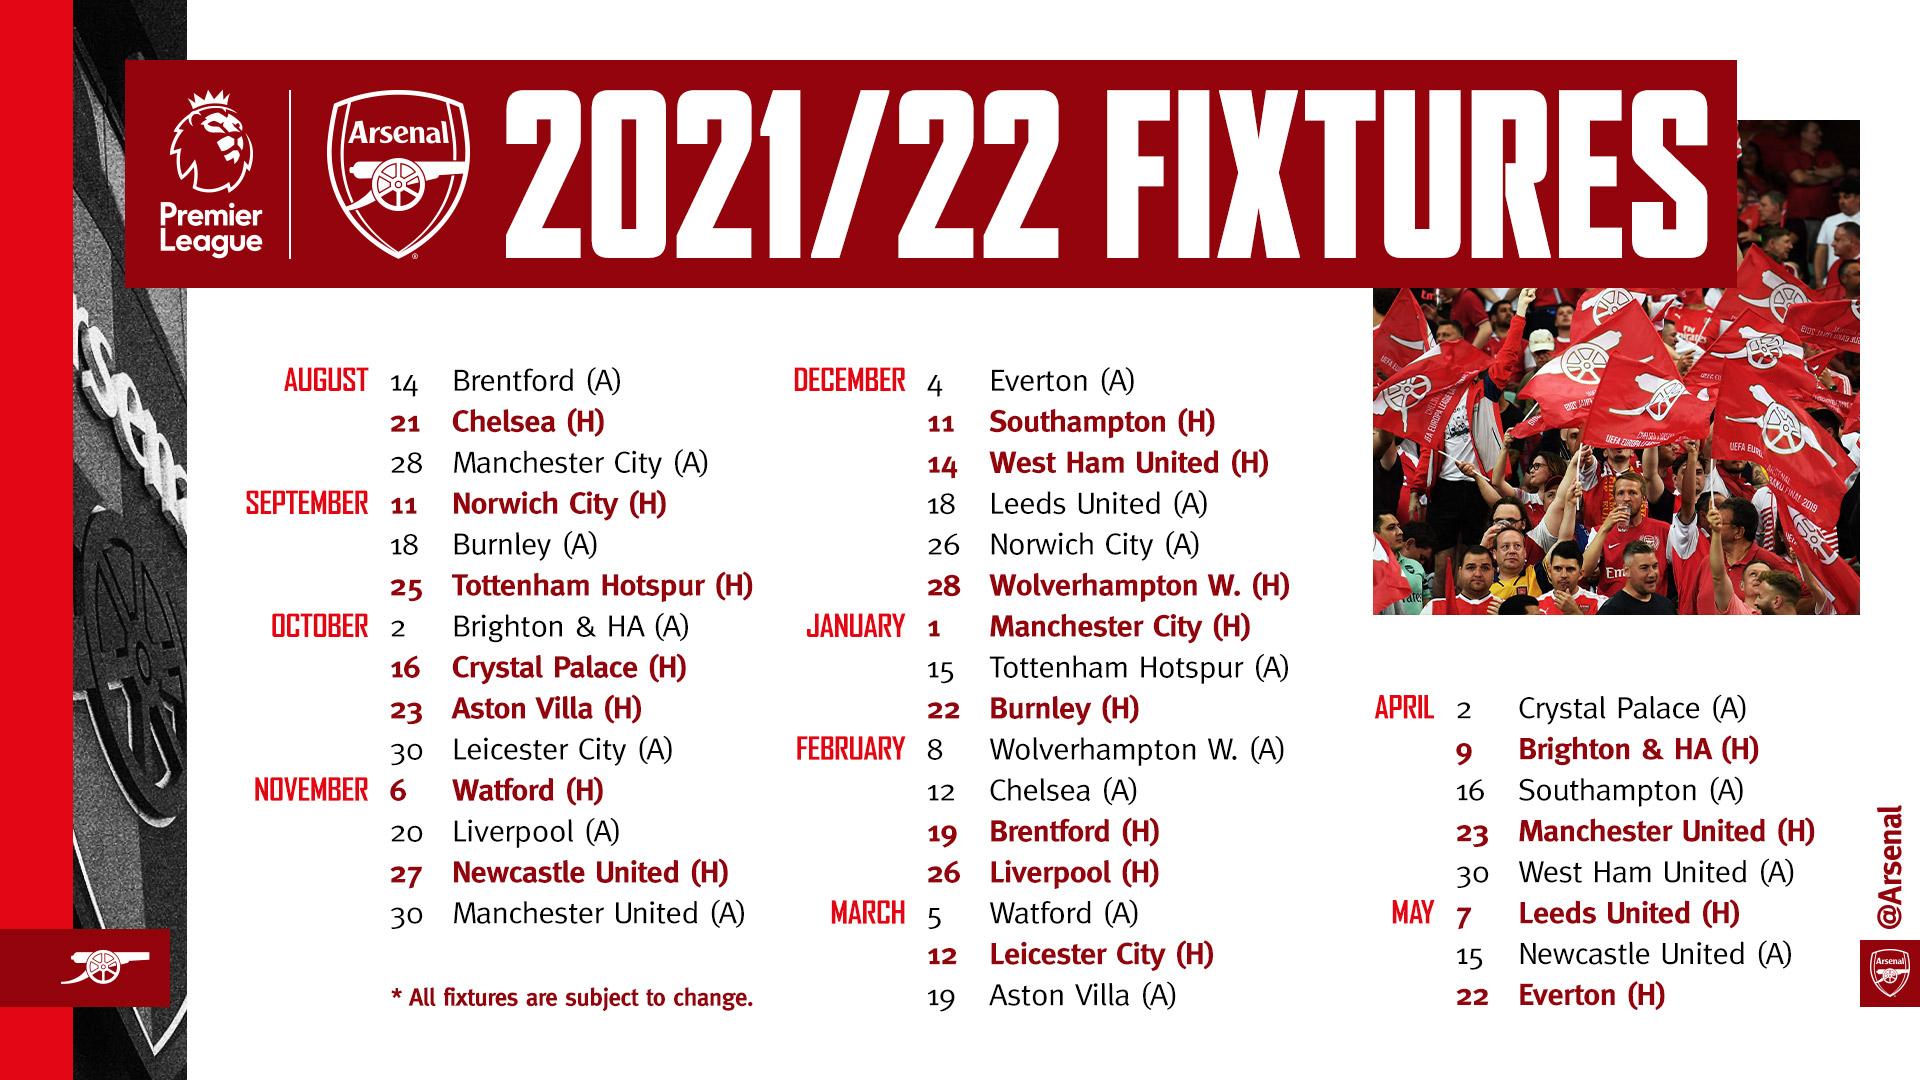 Premier
League
Arsenal
2021/22 FIXTURES
AUGUST 14 Brentford (A)
21 Chelsea (H)
28 Manchester City (A)
SEPTEMBER 11 Norwich City (H)
18 Burnley (A)
25 Tottenham Hotspur (H)
OCTOBER 2 Brighton & HA (A)
16 Crystal Palace (H)
23 Aston Villa (H)
30 Leicester City (A)
NOVEMBER 6 Watford (H)
20 Liverpool (A)
27 Newcastle United (H)
30 Manchester United (A)
* All fixtures are subject to change.
DECEMBER 4 Everton (A)
11 Southampton (H)
14 West Ham United (H)
18 Leeds United (A)
26 Norwich City (A)
28 Wolverhampton W. (H)
JANUARY 1 Manchester City (H)
15 Tottenham Hotspur (A)
22 Burnley (H)
FEBRUARY 8 Wolverhampton W. (A)
12 Chelsea (A)
19 Brentford (H)
26 Liverpool (H)
MARCH 5 Watford (A)
12 Leicester City (H)
19 Aston Villa (A)
APRIL 2 Crystal Palace (A)
9 Brighton & HA (H)
16 Southampton (A)
23 Manchester United (H)
30 West Ham United (A)
MAY 7 Leeds United (H)
15 Newcastle United (A)
22 Everton (H)
@Arsenal
Arsenal